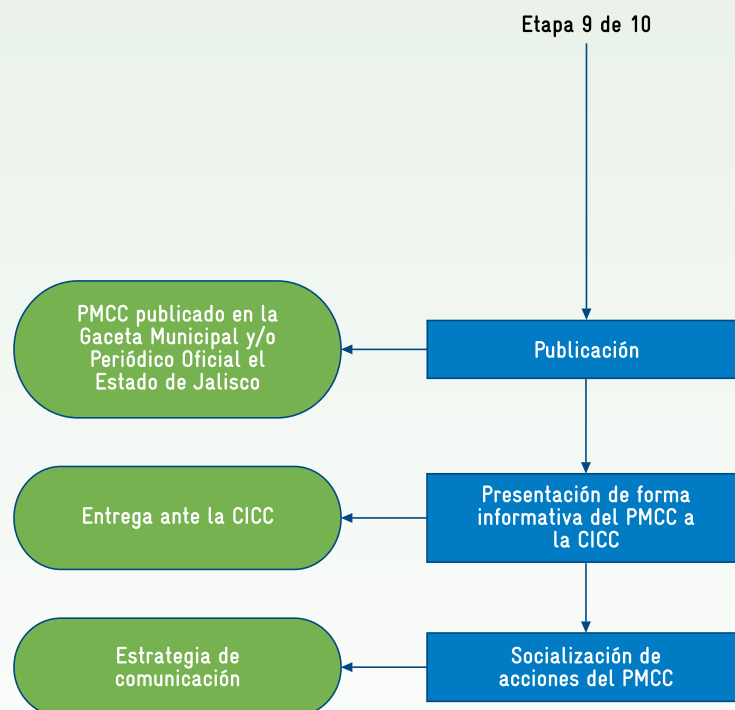 Etapa 9 de 10
PMCC publicado en la
Gaceta Municipal y/o
Periódico Oficial el
Estado de Jalisco
Publicación
Entrega ante la CICC
Presentación de forma
informativa del PMCC a
la CICC
Estrategia de
comunicación
Socialización de
acciones del PMCC